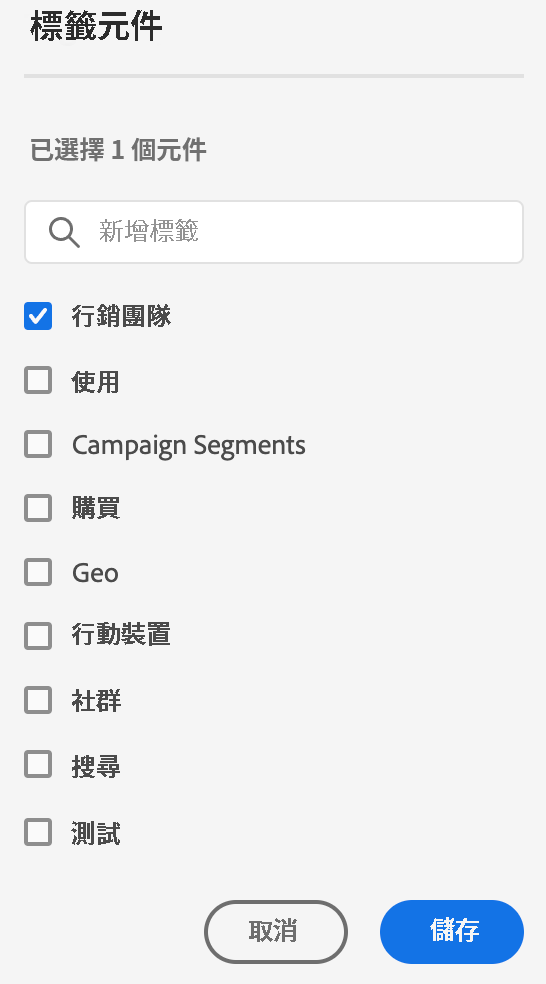 標籤元件
已選擇 1 個元件
新增標籤
行銷團隊
使用
Campaign Segments
購買
Geo
行動裝置
社群
搜尋
測試
取消
儲存